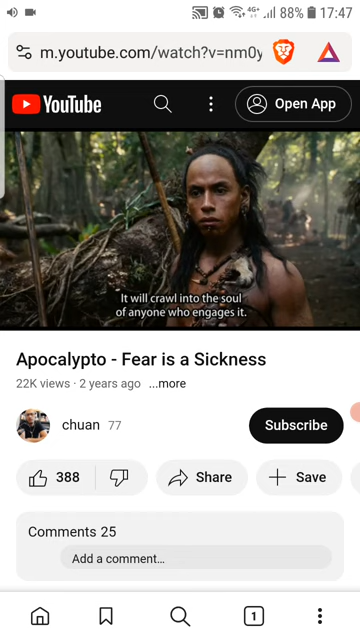 4G+
88% 17:47
m.youtube.com/watch?v=nm0y
YouTube
Open App
It will crawl into the soul
of anyone who engages it.
Apocalypto - Fear is a Sickness
22K views · 2 years ago ...more
chuan 77
Subscribe
388
Share
Save
Comments 25
Add a comment...
1